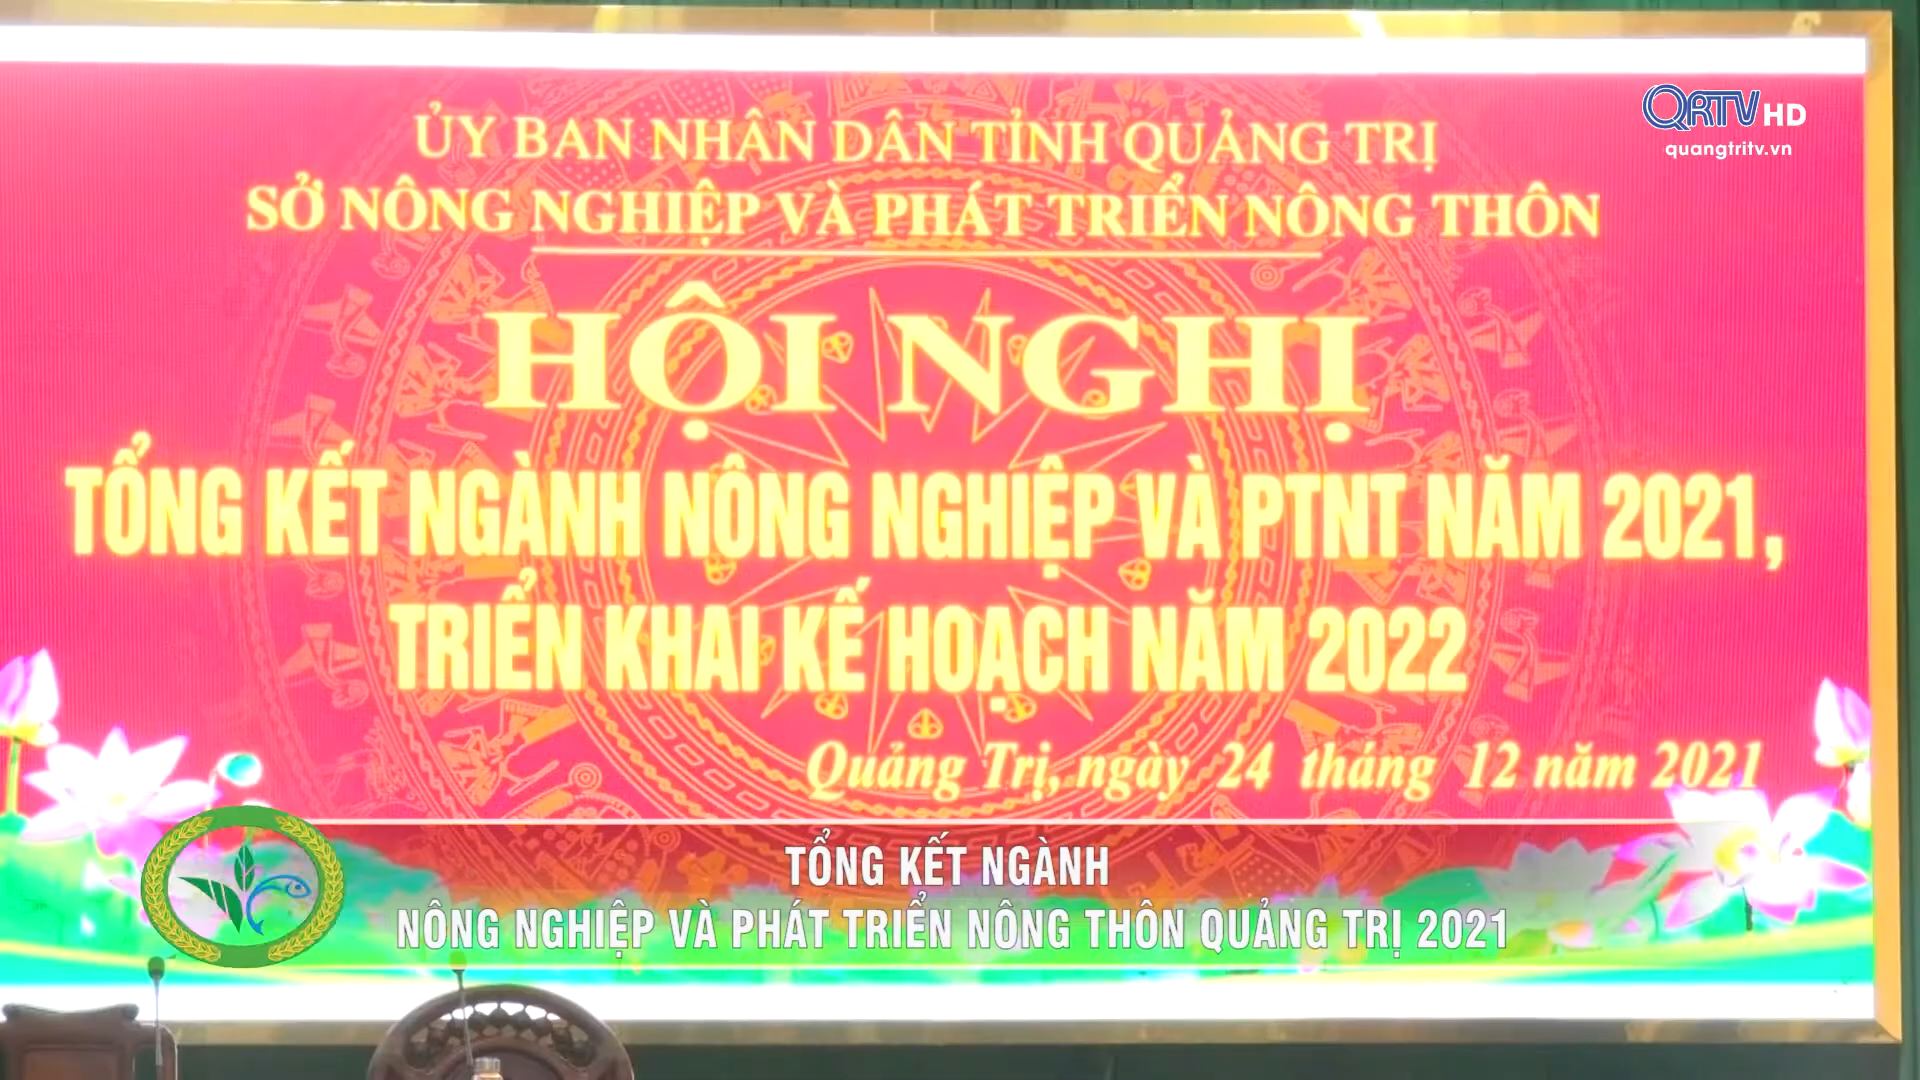 QRTV HD
quangtritv.vn
ỦY BAN NHÂN DÂN TỈNH QUẢNG TRỊ
SỞ NÔNG NGHIỆP VÀ PHÁT TRIỂN NÔNG THÔN
HỘI NGHỊ
TỔNG KẾT NGÀNH NÔNG NGHIỆP VÀ PTNT NĂM 2021,
TRIỂN KHAI KẾ HOẠCH NĂM 2022
Quảng Trị, ngày 24 tháng 12 năm 2021
TỔNG KẾT NGÀNH
NÔNG NGHIỆP VÀ PHÁT TRIỂN NÔNG THÔN QUẢNG TRỊ 2021